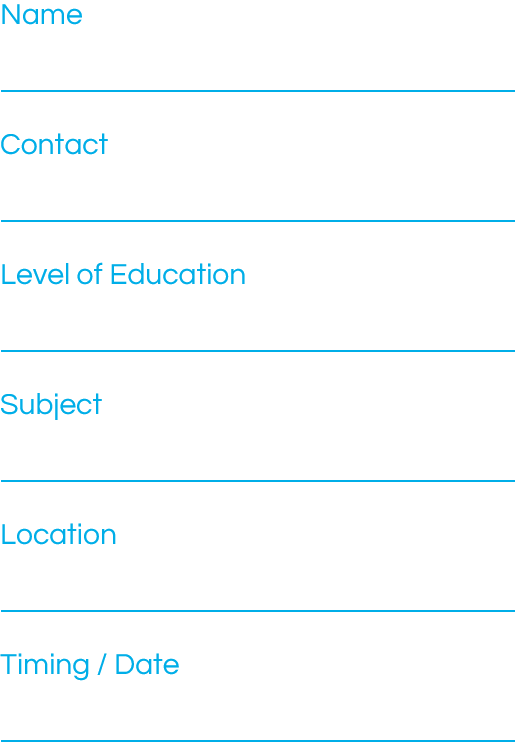 Name
Contact
Level of Education
Subject
Location
Timing / Date